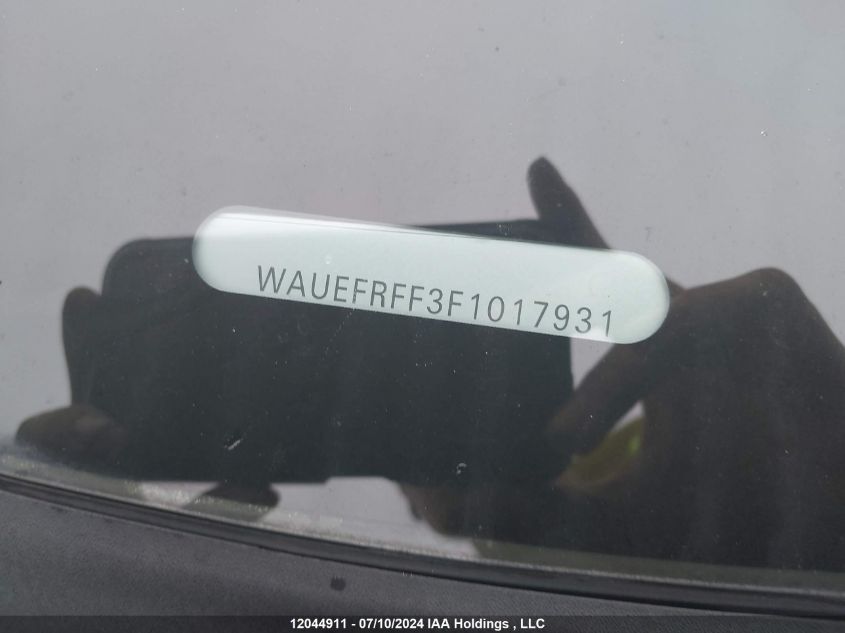 WAUEFRFF3F1017931
12044911 - 07/10/2024 IAA Holdings , LLC